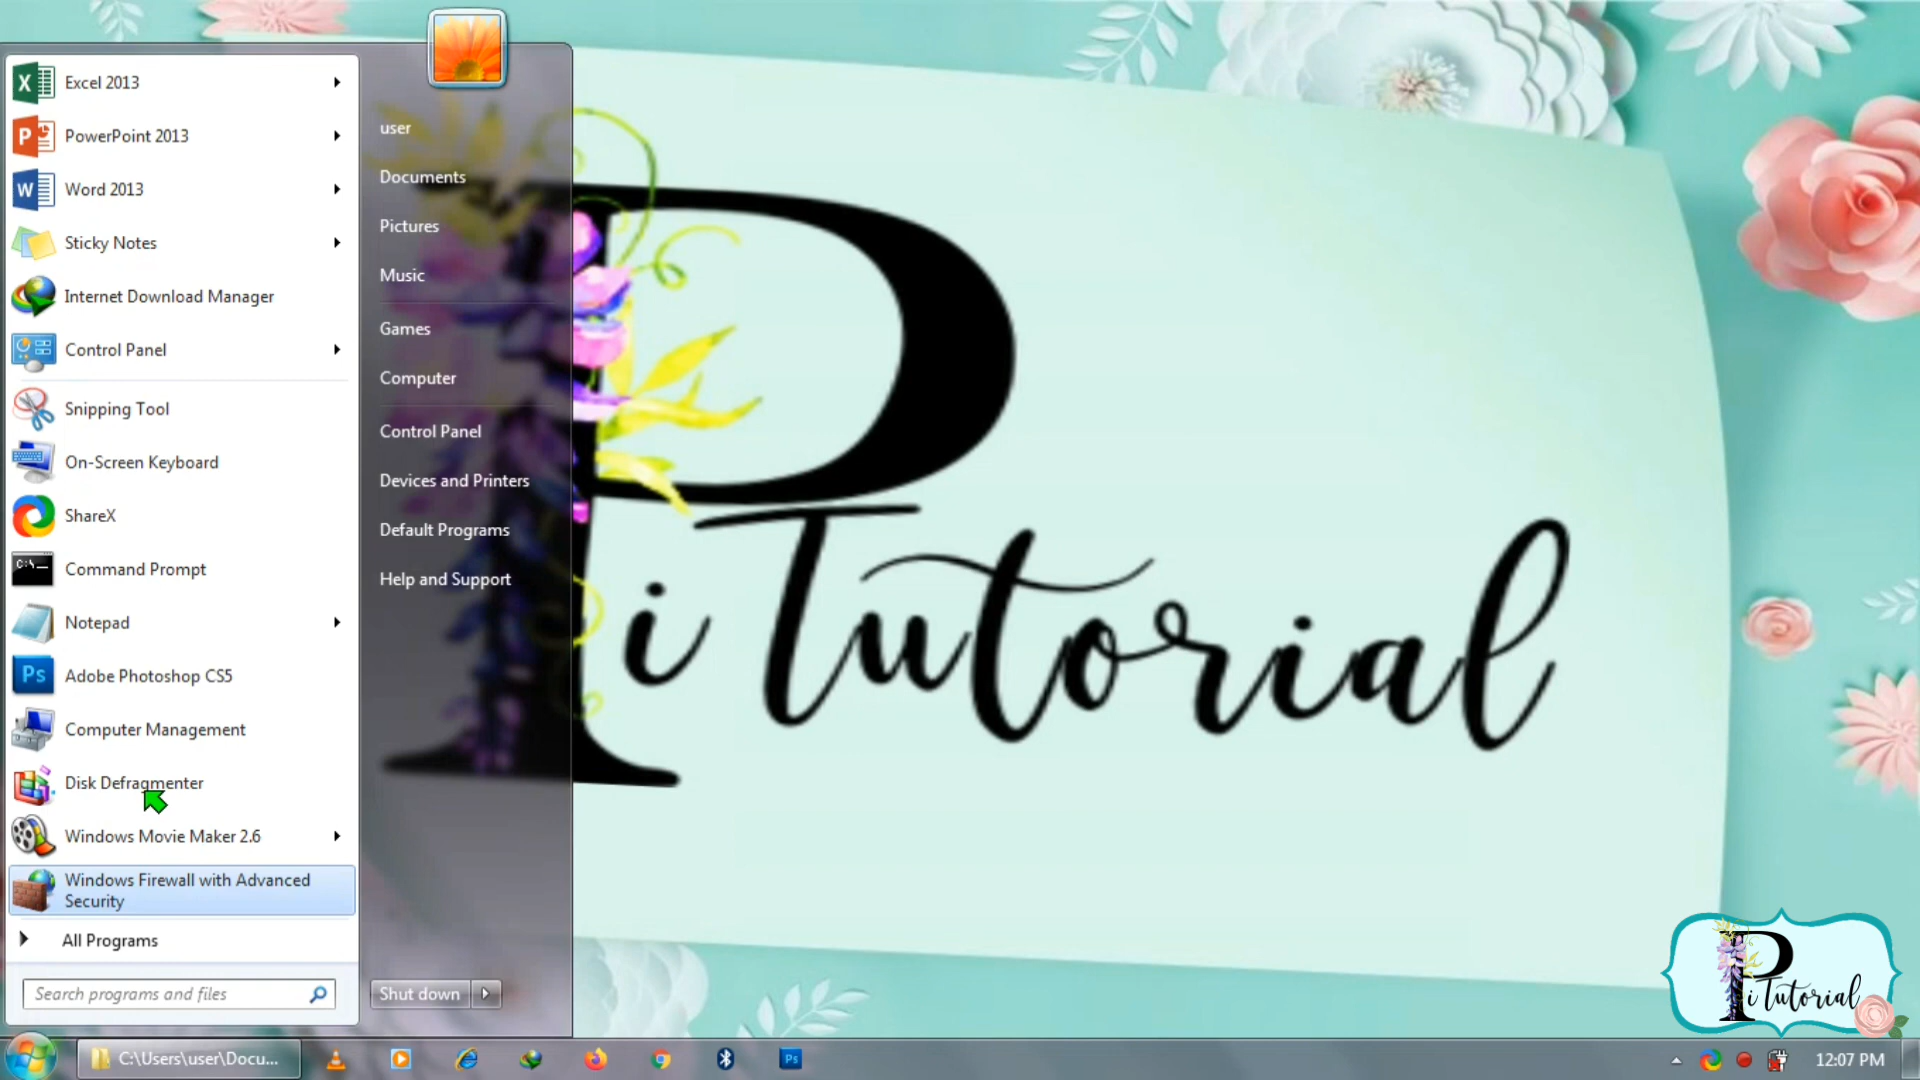 Excel 2013
PowerPoint 2013
Word 2013
Sticky Notes
Internet Download Manager
Control Panel
Snipping Tool
On-Screen Keyboard
ShareX
Command Prompt
Notepad
Adobe Photoshop CS5
Computer Management
Disk Defragmenter
Windows Movie Maker 2.6
Windows Firewall with Advanced
Security
All Programs
Search programs and files
user
Documents
Pictures
Music
Games
Computer
Control Panel
Devices and Printers
Default Programs
Help and Support
Shut down
Pi Tutorial
Pi Tutorial
C:\Users\user\Docu...
Ps
12:07 PM